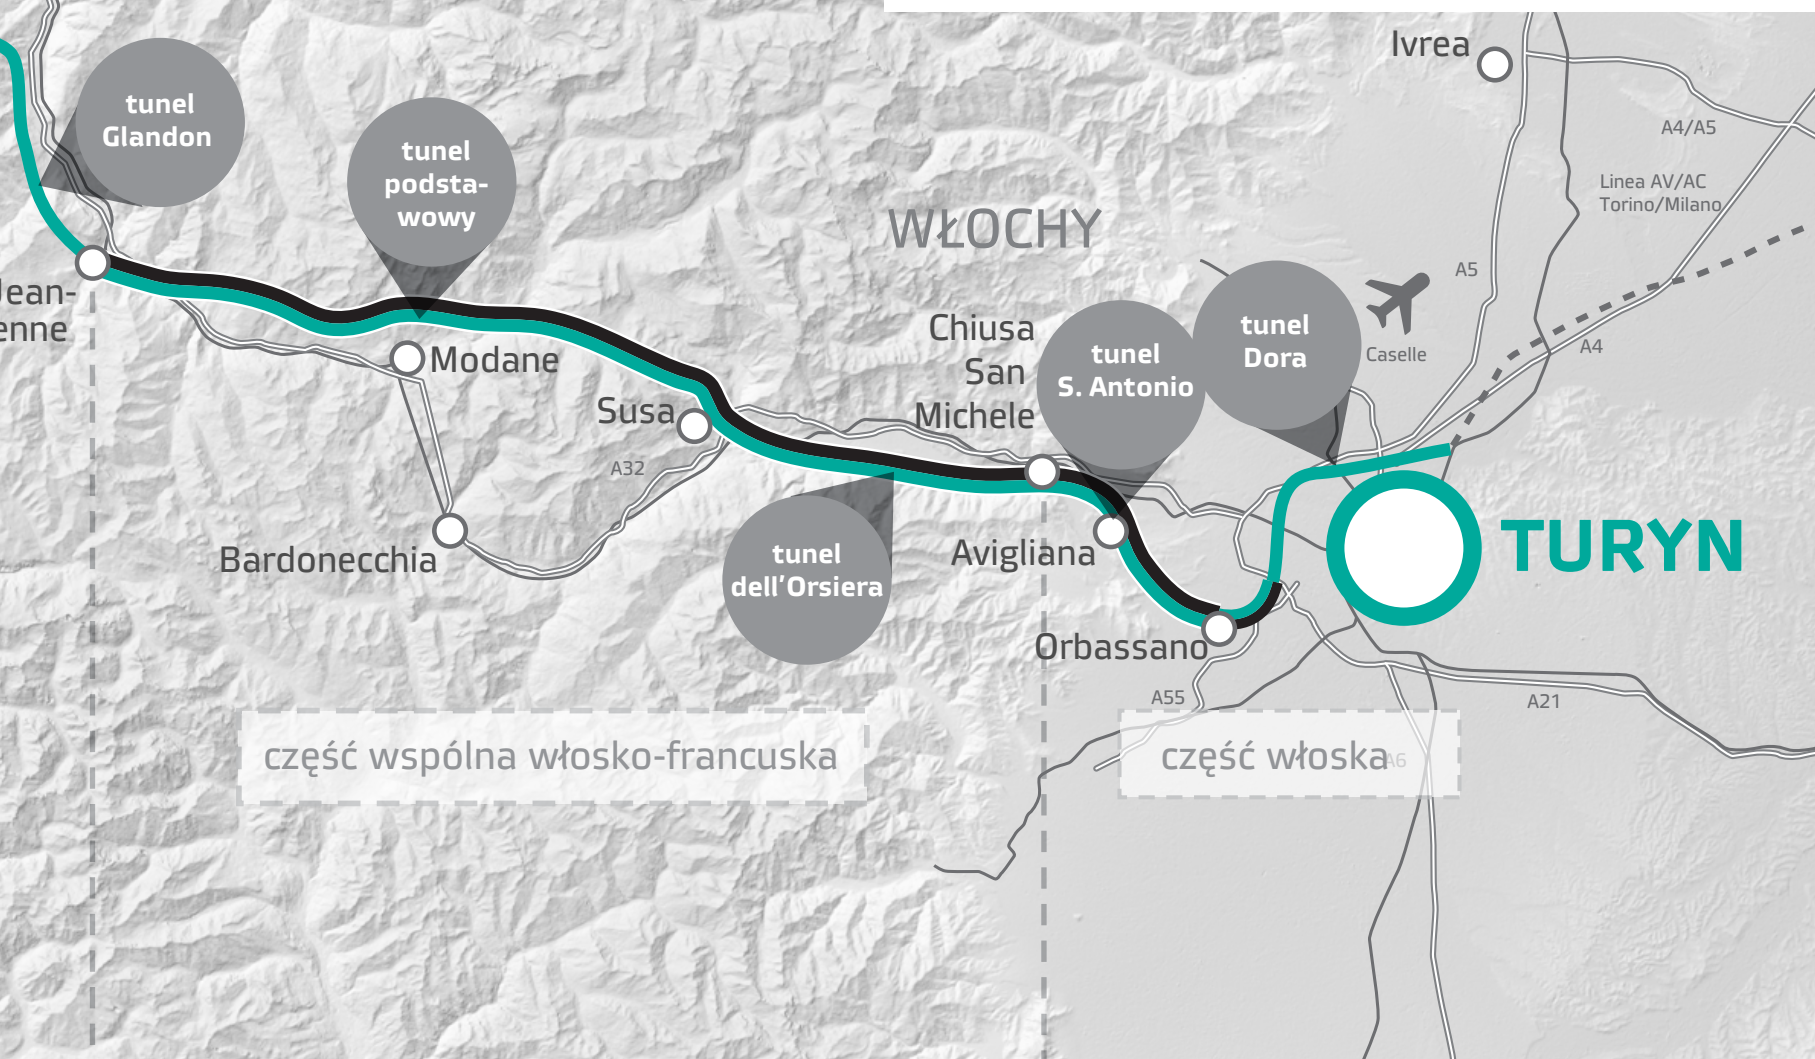 Ivrea
tunel
Glandon
A4/A5
tunel
podsta-
wowy
Linea AV/AC
Torino/Milano
WŁOCHY
A5
Jean-
enne
Chiusa
San
Michele
tunel
S. Antonio
tunel
Dora
Caselle
A4
Modane
Susa
A32
TURYN
Bardonecchia
Avigliana
tunel
dell’Orsiera
Orbassano
A55
A21
część wspólna włosko-francuska
część włoska
A6